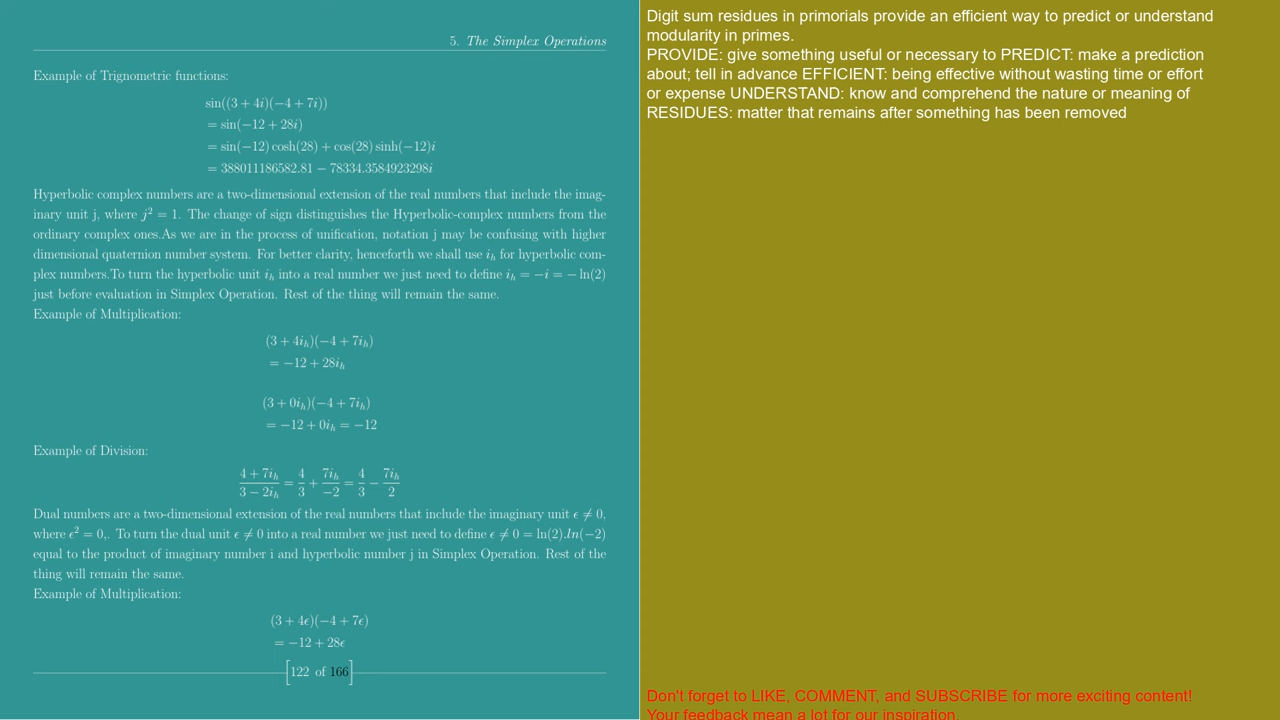 5. The Simplex Operations
Example of Trignometric functions:
sin((3 + 4i)(−4 + 7i))
= sin(−12 + 28i)
= sin(−12) cosh(28) + cos(28) sinh(−12)i
= 388011186582.81 − 78334.3584923298i
Hyperbolic complex numbers are a two-dimensional extension of the real numbers that include the imag-
inary unit j, where j² = 1. The change of sign distinguishes the Hyperbolic-complex numbers from the
ordinary complex ones.As we are in the process of unification, notation j may be confusing with higher
dimensional quaternion number system. For better clarity, henceforth we shall use iₕ for hyperbolic com-
plex numbers.To turn the hyperbolic unit iₕ into a real number we just need to define iₕ = −i = − ln(2)
just before evaluation in Simplex Operation. Rest of the thing will remain the same.
Example of Multiplication:
(3 + 4iₕ)(−4 + 7iₕ)
= −12 + 28iₕ
(3 + 0iₕ)(−4 + 7iₕ)
= −12 + 0iₕ = −12
Example of Division:
(4 + 7iₕ)/(3 − 2iₕ) = 4/3 + 7iₕ/−2 = 4/3 − 7iₕ/2
Dual numbers are a two-dimensional extension of the real numbers that include the imaginary unit ϵ ≠ 0,
where ϵ² = 0,. To turn the dual unit ϵ ≠ 0 into a real number we just need to define ϵ ≠ 0 = ln(2).ln(−2)
equal to the product of imaginary number i and hyperbolic number j in Simplex Operation. Rest of the
thing will remain the same.
Example of Multiplication:
(3 + 4ϵ)(−4 + 7ϵ)
= −12 + 28ϵ
[122 of 166]
Digit sum residues in primorials provide an efficient way to predict or understand
modularity in primes.
PROVIDE: give something useful or necessary to PREDICT: make a prediction
about; tell in advance EFFICIENT: being effective without wasting time or effort
or expense UNDERSTAND: know and comprehend the nature or meaning of
RESIDUES: matter that remains after something has been removed
Don't forget to LIKE, COMMENT, and SUBSCRIBE for more exciting content!
Your feedback mean a lot for our inspiration.